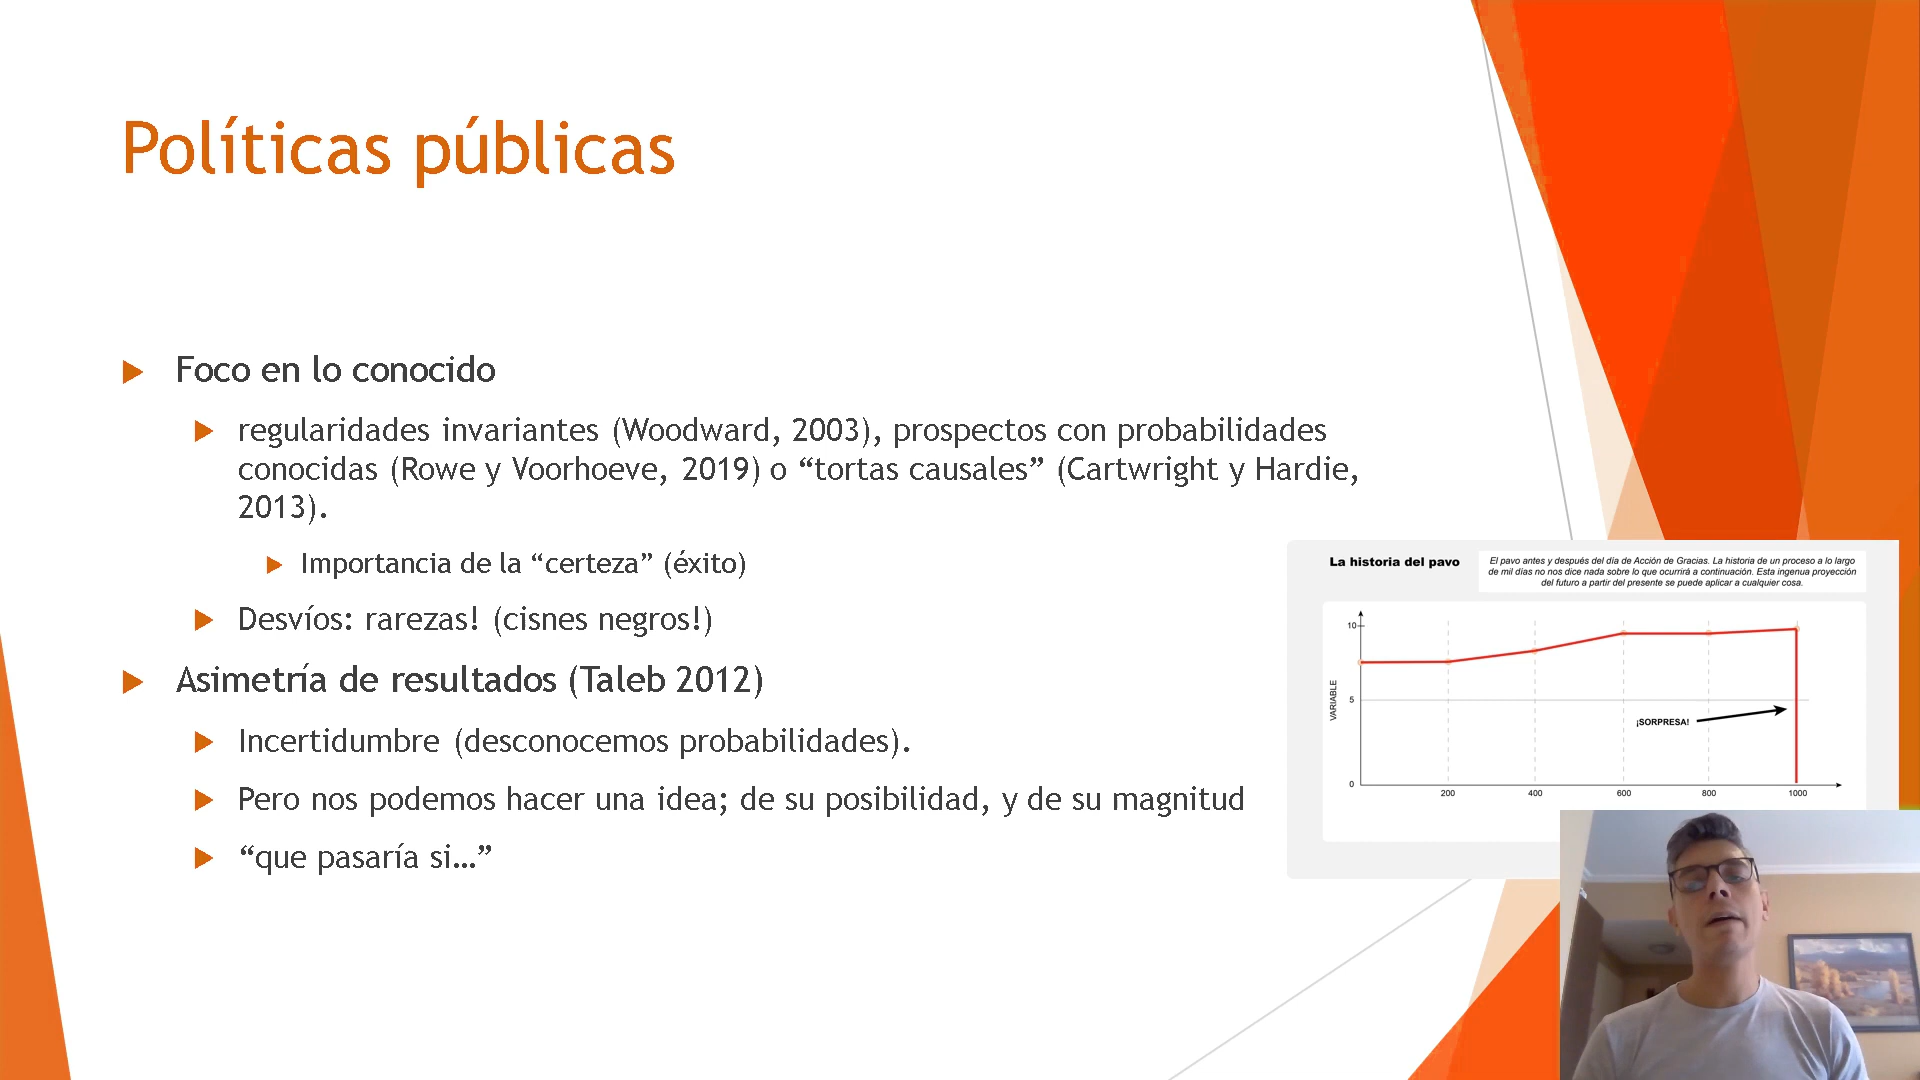 Políticas públicas
Foco en lo conocido
regularidades invariantes (Woodward, 2003), prospectos con probabilidades
conocidas (Rowe y Voorhoeve, 2019) o “tortas causales” (Cartwright y Hardie,
2013).
Importancia de la “certeza” (éxito)
Desvíos: rarezas! (cisnes negros!)
Asimetría de resultados (Taleb 2012)
Incertidumbre (desconocemos probabilidades).
Pero nos podemos hacer una idea; de su posibilidad, y de su magnitud
“que pasaría si…”
La historia del pavo
El pavo antes y después del día de Acción de Gracias. La historia de un proceso a lo largo
de mil días no nos dice nada sobre lo que ocurrirá a continuación. Esta ingenua proyección
del futuro a partir del presente se puede aplicar a cualquier cosa.
10
VARIABLE
5
¡SORPRESA!
0
200 400 600 800 1000